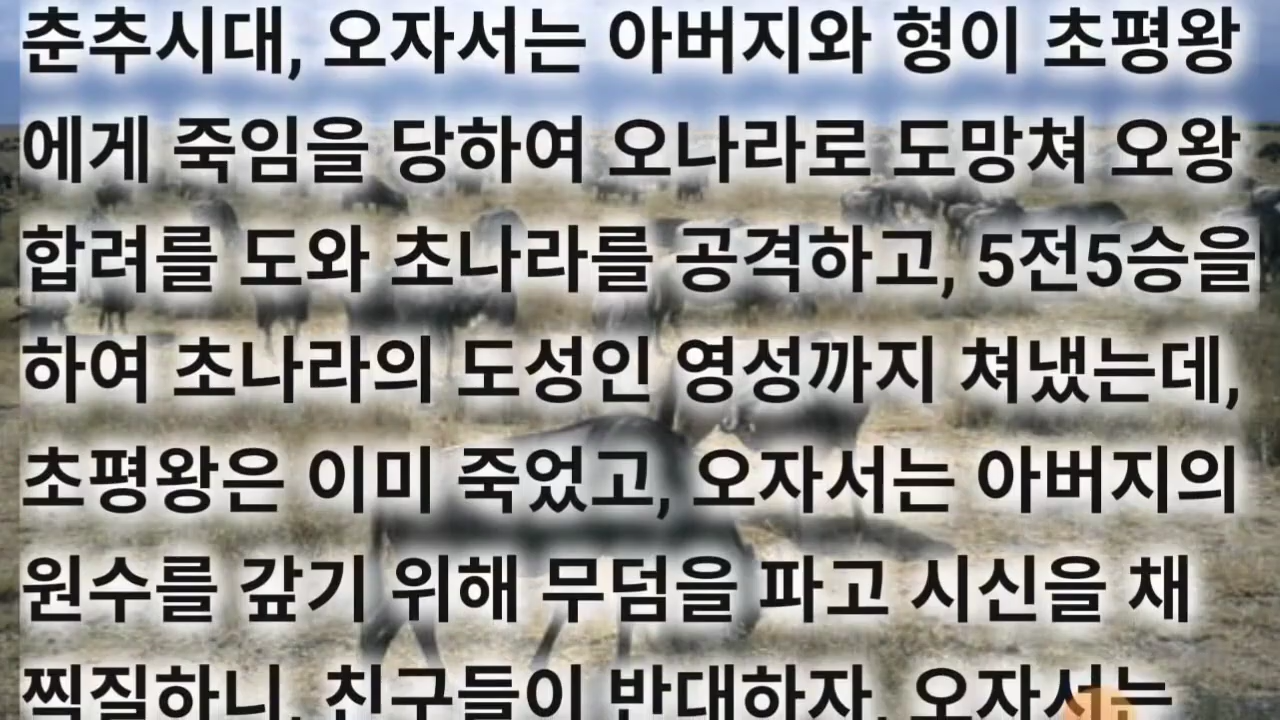 춘추시대, 오자서는 아버지와 형이 초평왕
에게 죽임을 당하여 오나라로 도망쳐 오왕
합려를 도와 초나라를 공격하고, 5전5승을
하여 초나라의 도성인 영성까지 쳐냈는데,
초평왕은 이미 죽었고, 오자서는 아버지의
원수를 갚기 위해 무덤을 파고 시신을 채
찍질하니, 친구들이 반대하자, 오자서는